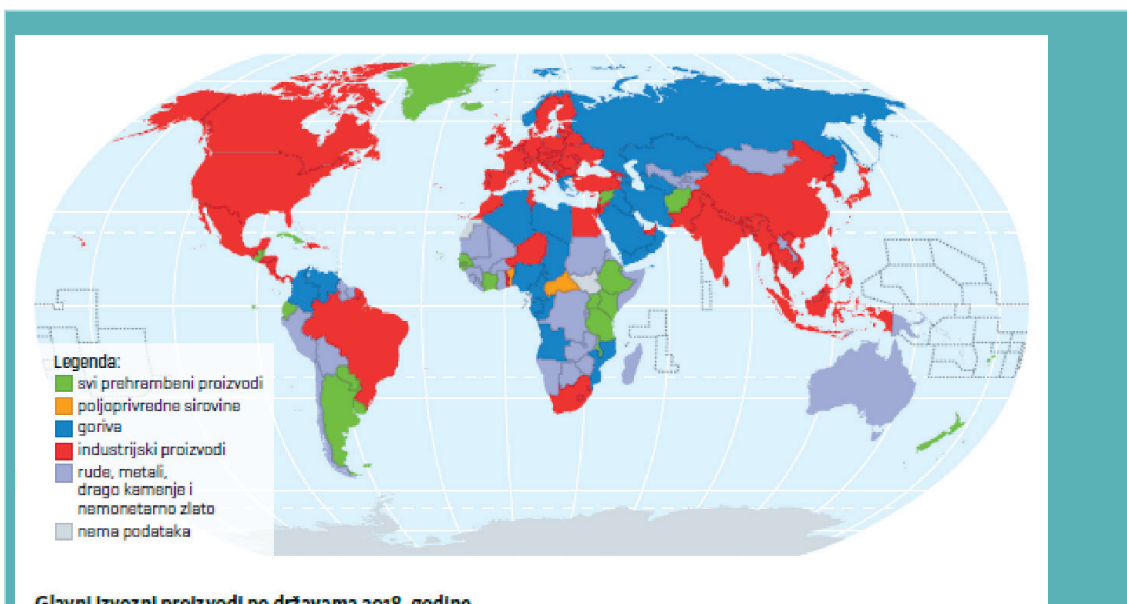 Legenda:
svi prehrambeni proizvodi
poljoprivredne sirovine
goriva
industrijski proizvodi
rude, metali,
drago kamenje i
nemonetarno zlato
nema podataka
Glavni izvozni proizvodi po državama 2018. godine